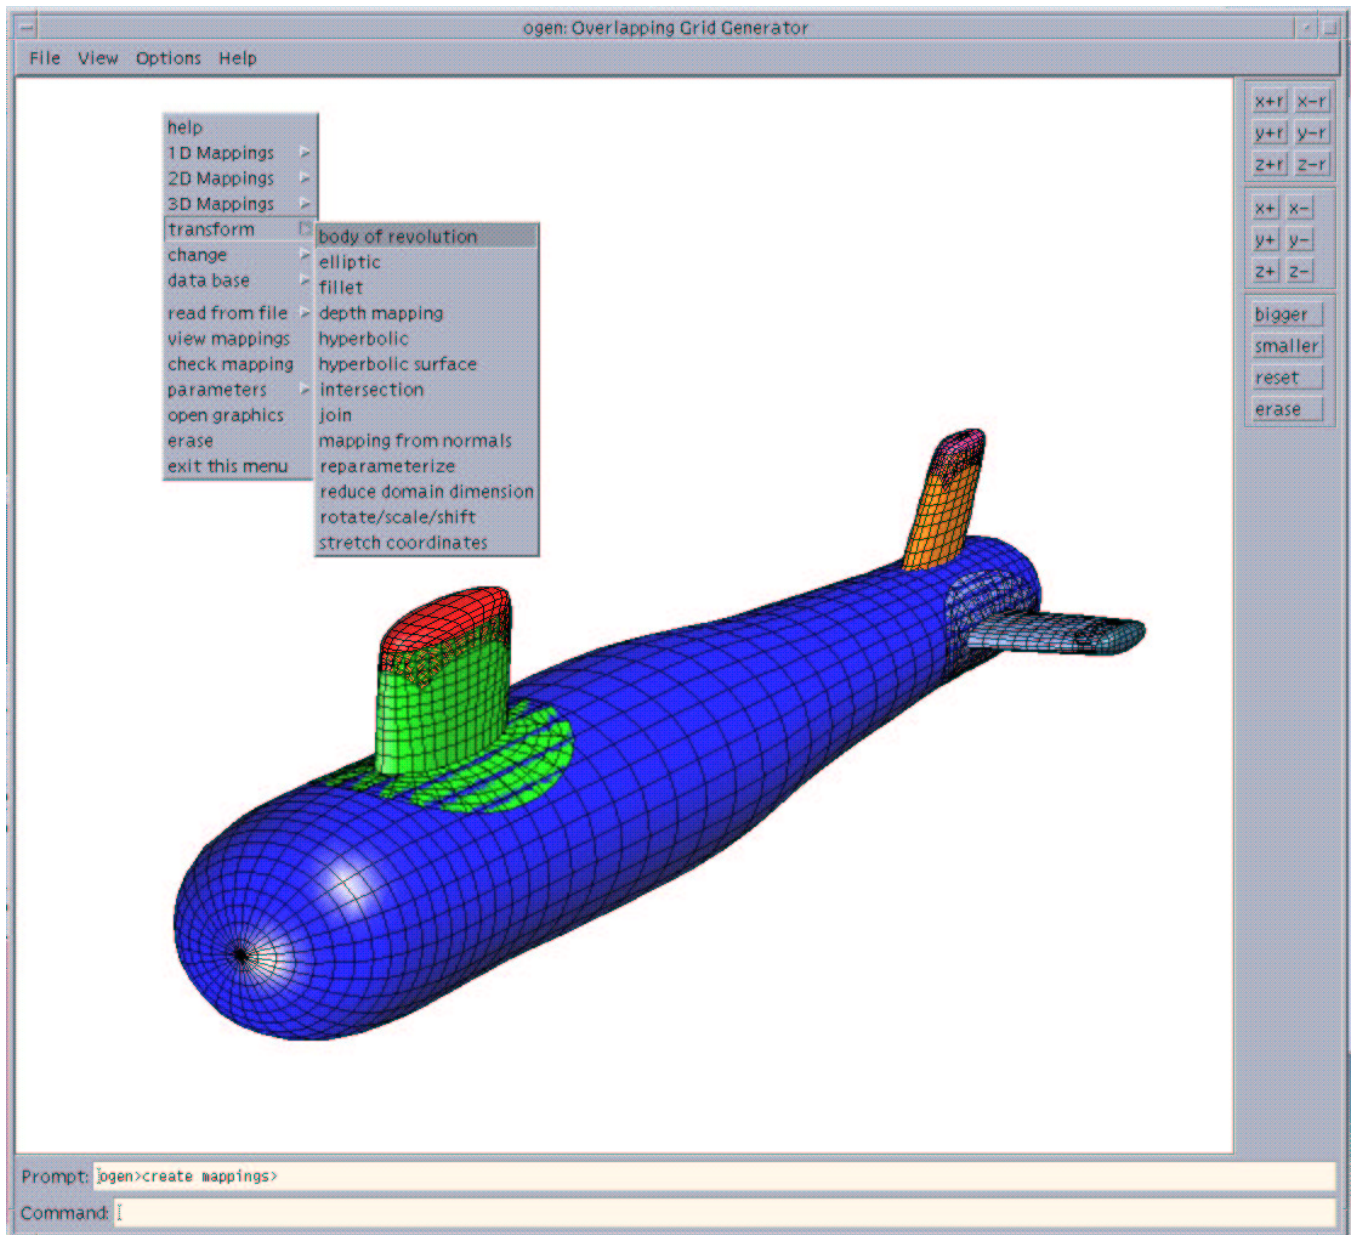 ogen: Overlapping Grid Generator
File View Options Help
help
1D Mappings
2D Mappings
3D Mappings
transform
change
data base
read from file
view mappings
check mapping
parameters
open graphics
erase
exit this menu
body of revolution
elliptic
fillet
depth mapping
hyperbolic
hyperbolic surface
intersection
join
mapping from normals
reparameterize
reduce domain dimension
rotate/scale/shift
stretch coordinates
x+r x-r
y+r y-r
z+r z-r
x+ x-
y+ y-
z+ z-
bigger
smaller
reset
erase
Prompt: ogen>create mappings>
Command: